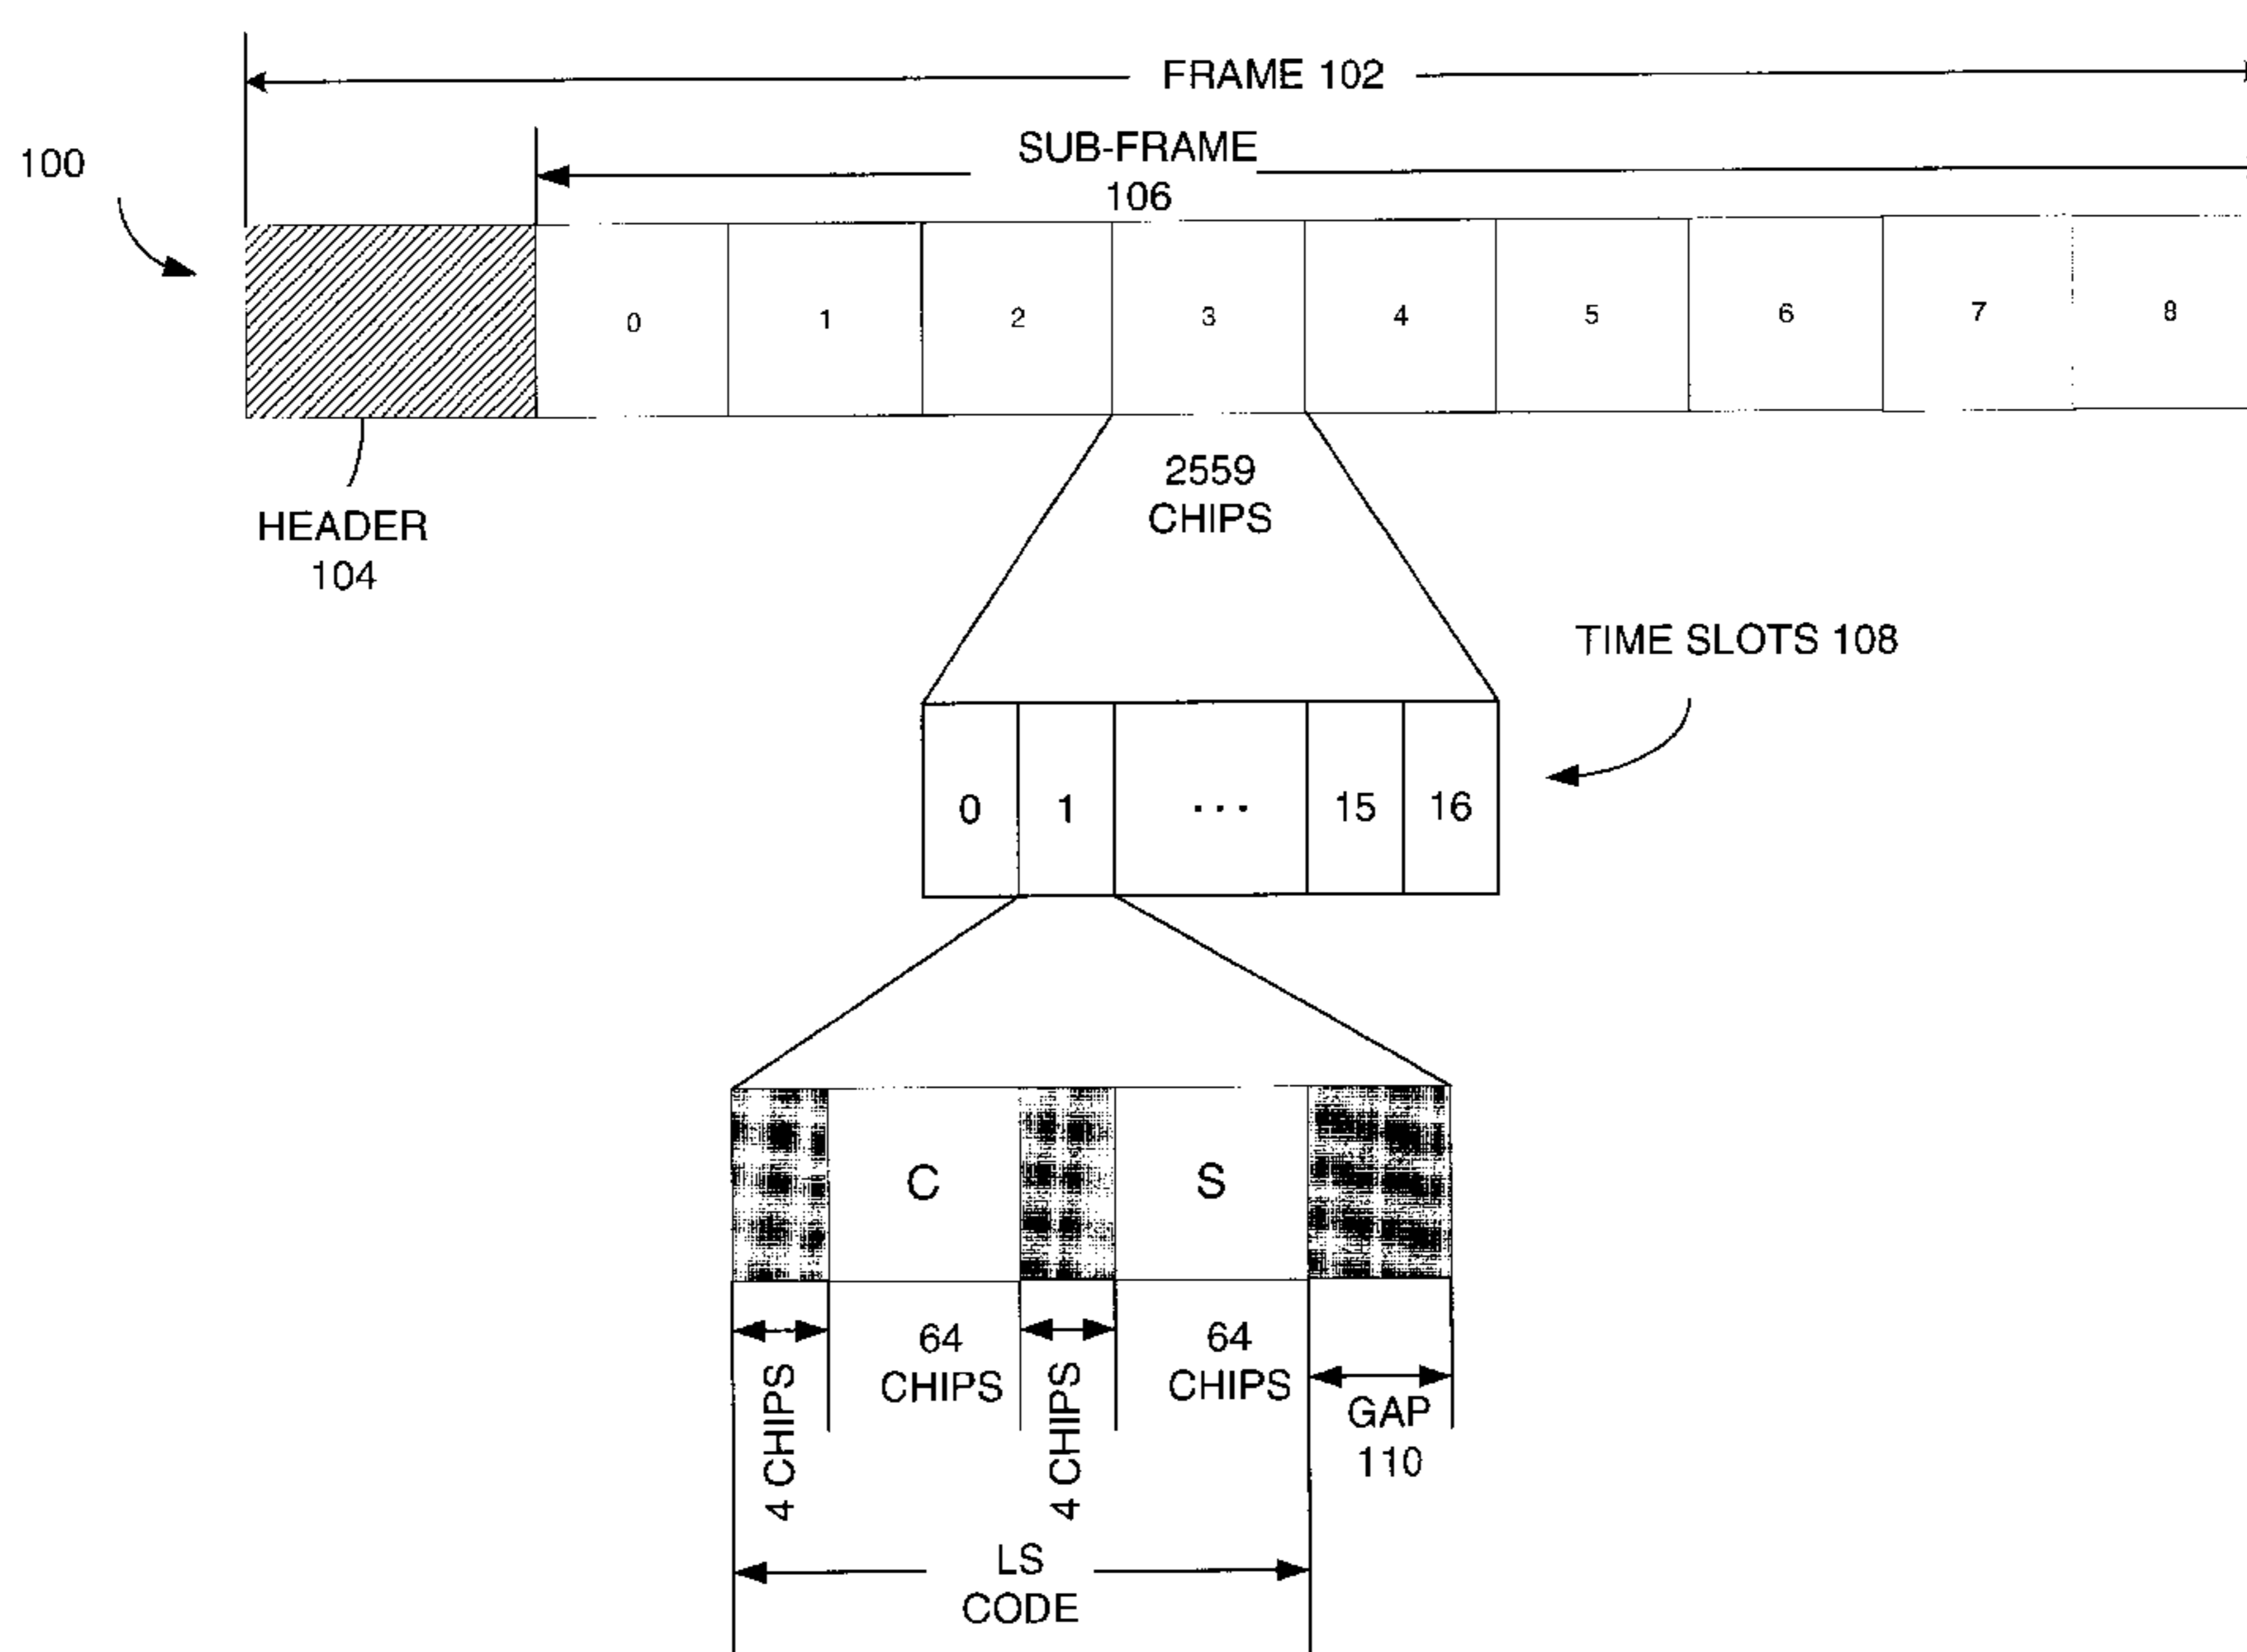 FRAME 102
SUB-FRAME
106
100
0 1 2 3 4 5 6 7 8
2559
CHIPS
HEADER
104
TIME SLOTS 108
0 1 ... 15 16
C S
4 CHIPS
64
CHIPS
4 CHIPS
64
CHIPS
GAP
110
LS
CODE